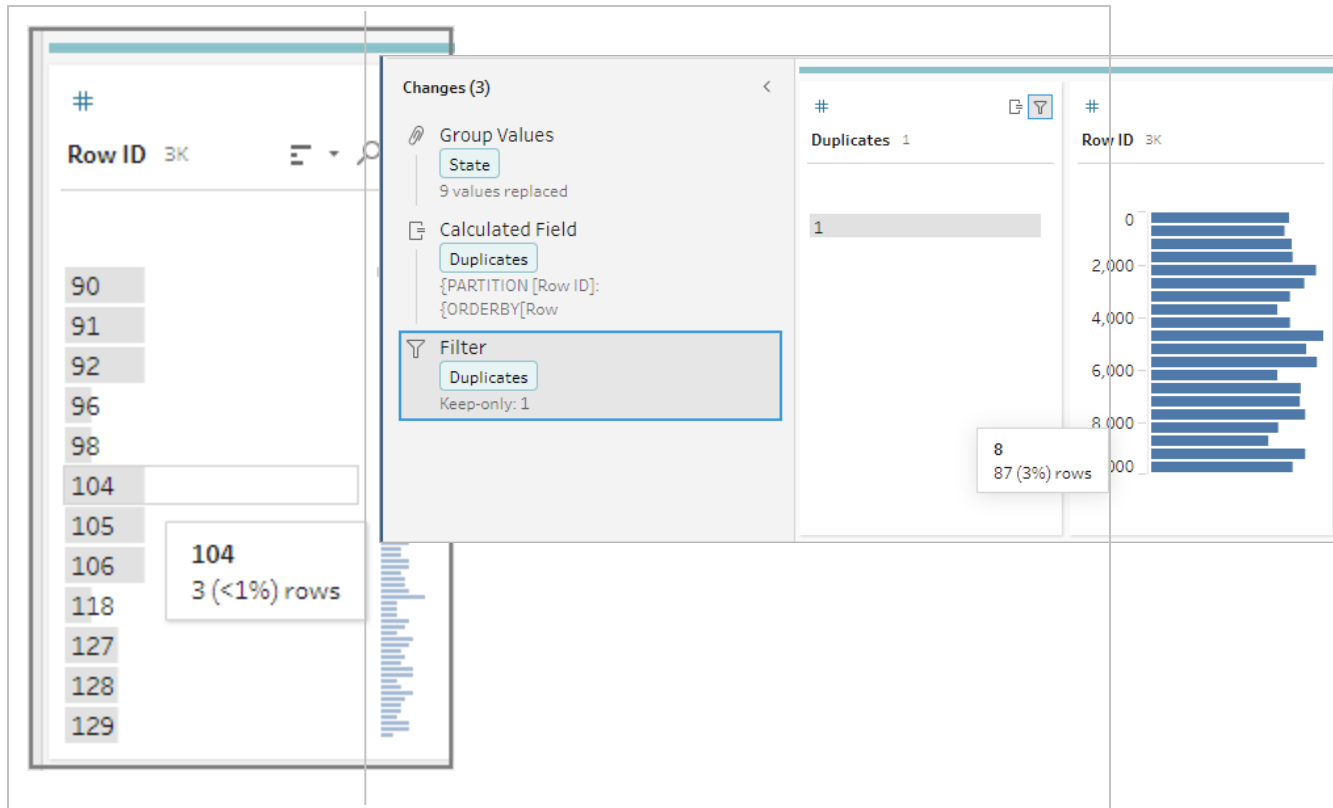 #
Row ID 3K
90
91
92
96
98
104
105
106
118
127
128
129
104
3 (<1%) rows
Changes (3)
Group Values
State
9 values replaced
Calculated Field
Duplicates
{PARTITION [Row ID]:
{ORDERBY[Row
Filter
Duplicates
Keep-only: 1
#
Duplicates 1
1
#
Row ID 3K
0
2,000
4,000
6,000
8,000
000
8
87 (3%) rows